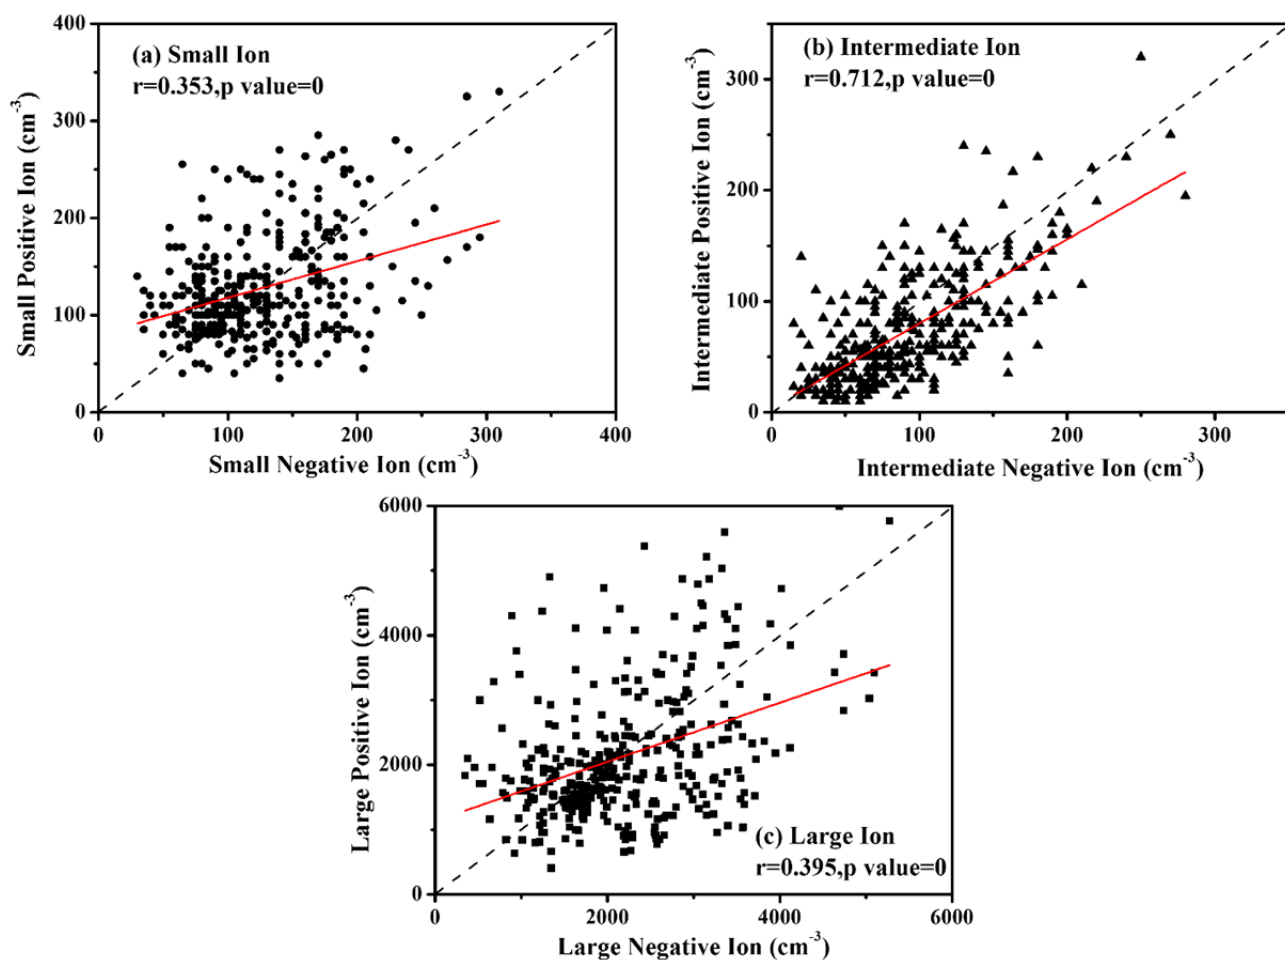 (a) Small Ion
r=0.353,p value=0
Small Positive Ion (cm⁻³)
400
300
200
100
0
0 100 200 300 400
Small Negative Ion (cm⁻³)
(b) Intermediate Ion
r=0.712,p value=0
Intermediate Positive Ion (cm⁻³)
300
200
100
0
0 100 200 300
Intermediate Negative Ion (cm⁻³)
(c) Large Ion
r=0.395,p value=0
Large Positive Ion (cm⁻³)
6000
4000
2000
0
0 2000 4000 6000
Large Negative Ion (cm⁻³)